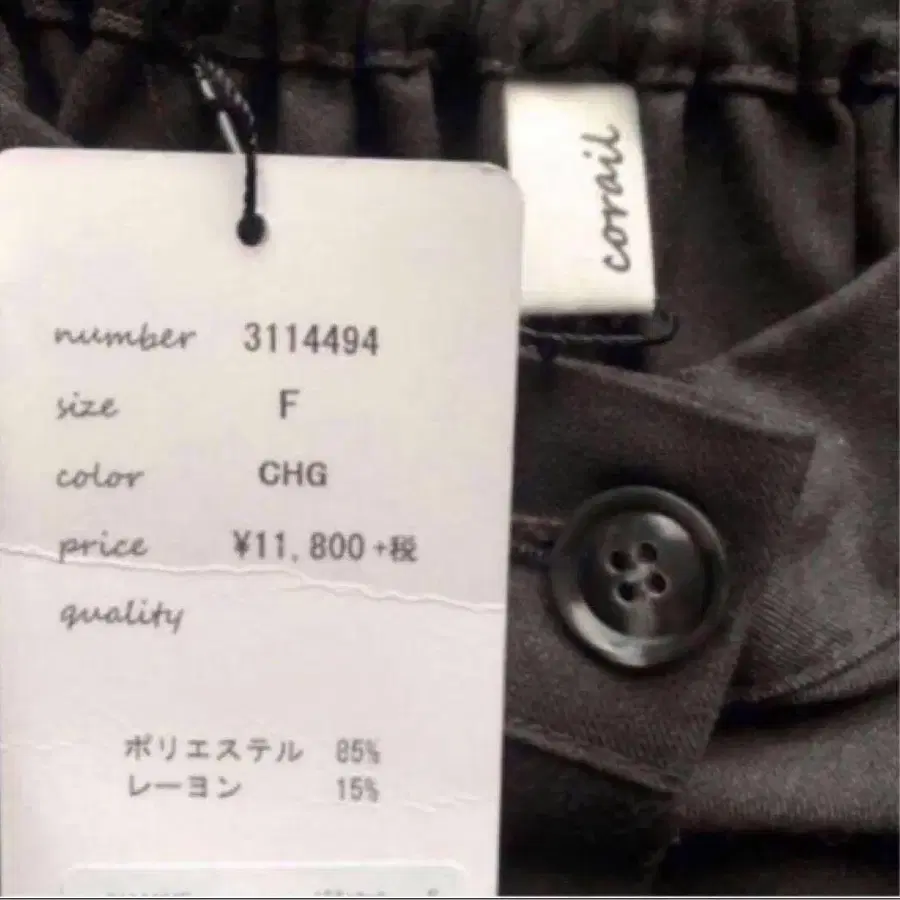 corail
number 3114494
size F
color CHG
price ¥11,800+税
quality
ポリエステル 85%
レーヨン 15%